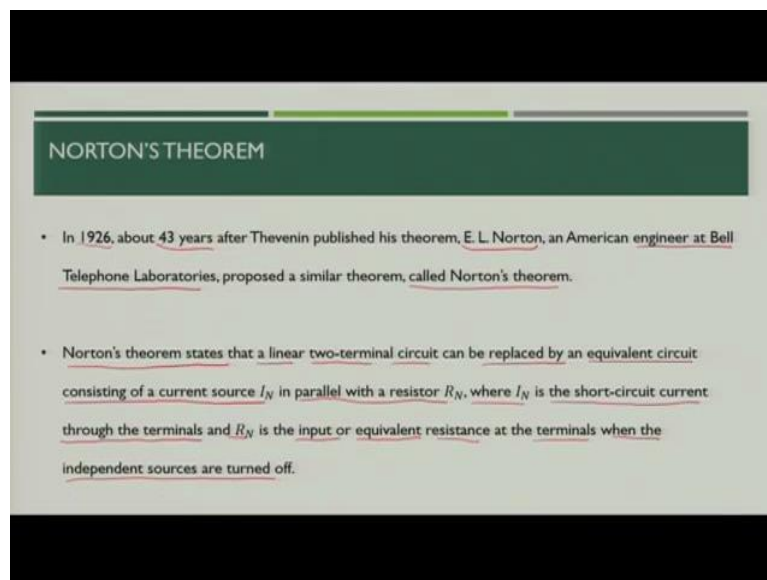 NORTON'S THEOREM
• In 1926, about 43 years after Thevenin published his theorem, E. L. Norton, an American engineer at Bell
Telephone Laboratories, proposed a similar theorem, called Norton's theorem.
• Norton's theorem states that a linear two-terminal circuit can be replaced by an equivalent circuit
consisting of a current source I_N in parallel with a resistor R_N, where I_N is the short-circuit current
through the terminals and R_N is the input or equivalent resistance at the terminals when the
independent sources are turned off.